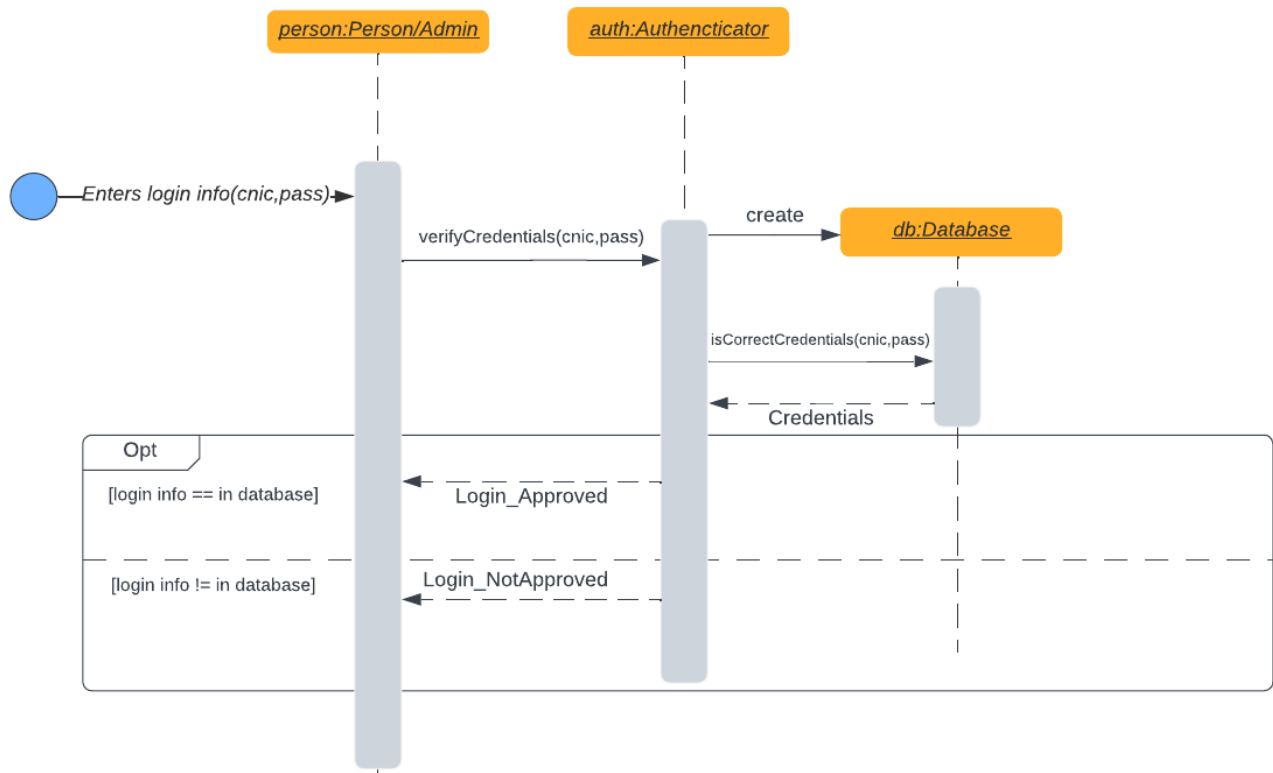 person:Person/Admin
auth:Authencticator
Enters login info(cnic,pass)
create
verifyCredentials(cnic,pass)
db:Database
isCorrectCredentials(cnic,pass)
Credentials
Opt
[login info == in database]
Login_Approved
[login info != in database]
Login_NotApproved